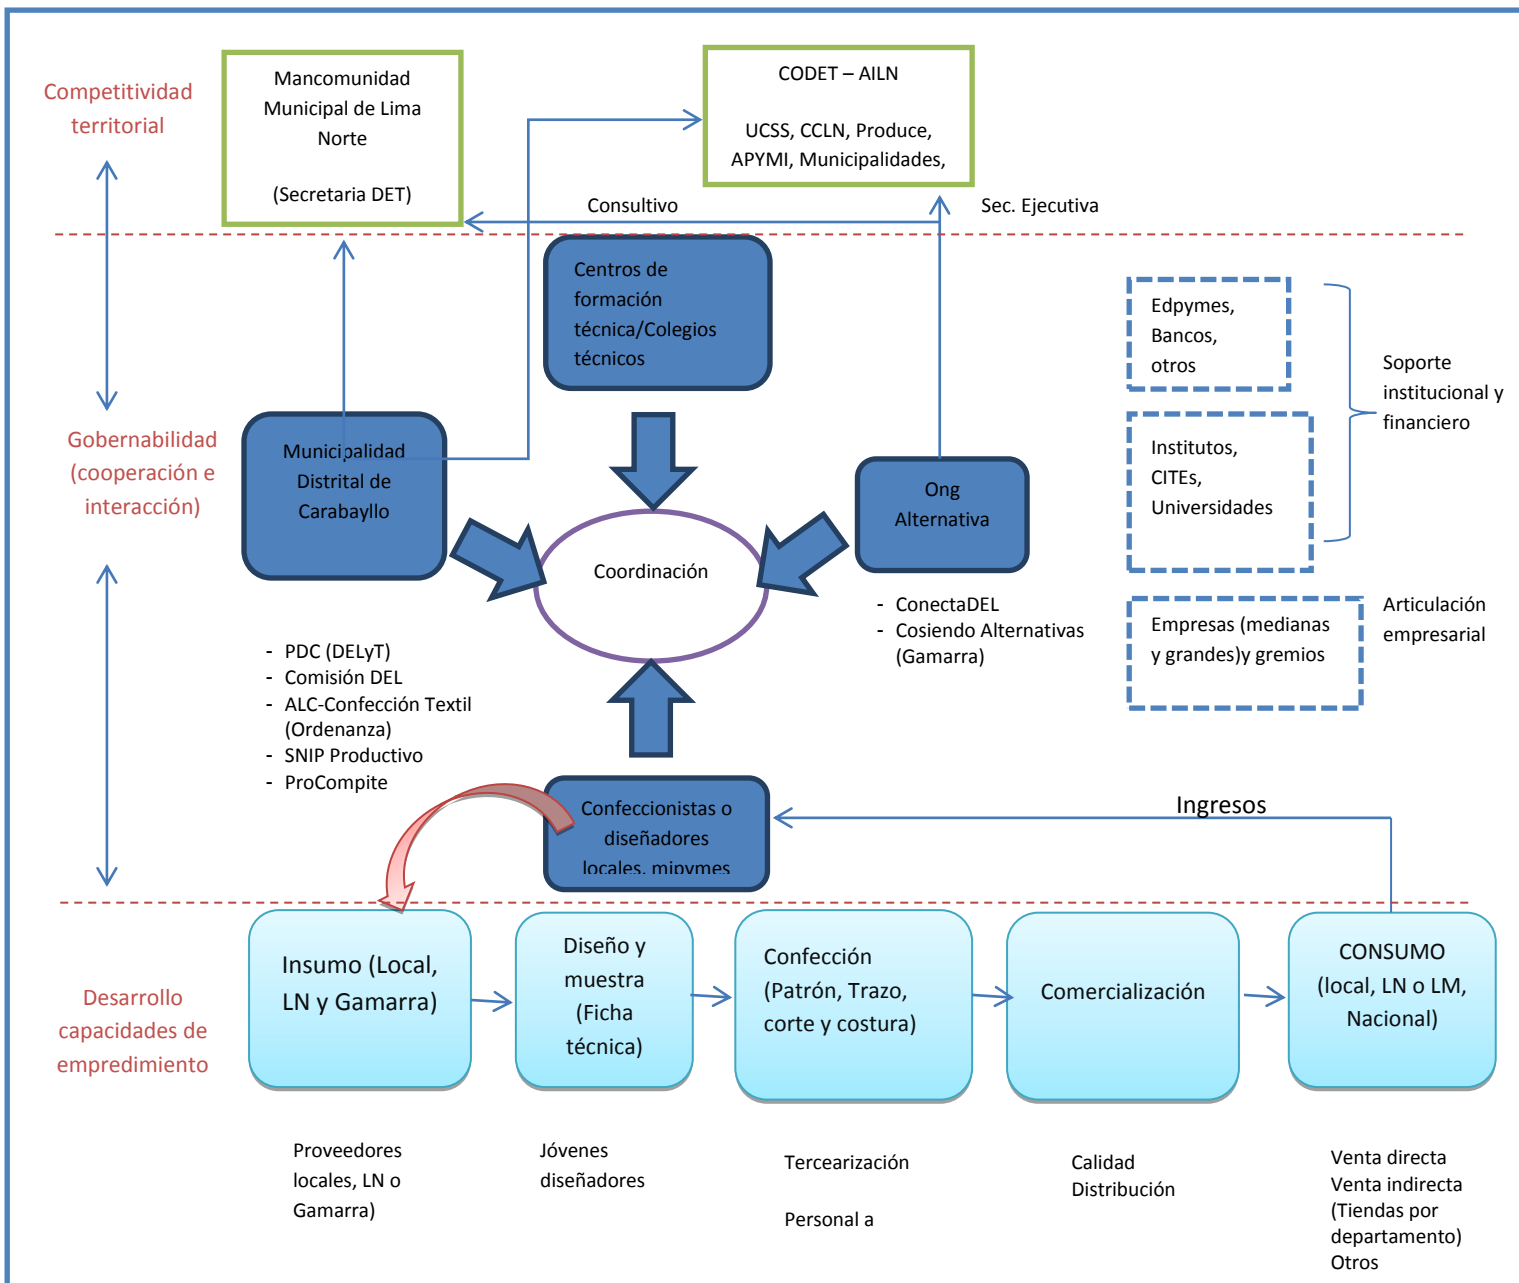 Competitividad
territorial
Mancomunidad
Municipal de Lima
Norte
(Secretaria DET)
CODET – AILN
UCSS, CCLN, Produce,
APYMI, Municipalidades,
Consultivo
Sec. Ejecutiva
Centros de
formación
técnica/Colegios
técnicos
Edpymes,
Bancos,
otros
Soporte
institucional y
financiero
Institutos,
CITEs,
Universidades
Gobernabilidad
(cooperación e
interacción)
Municipalidad
Distrital de
Carabayllo
Ong
Alternativa
Coordinación
- ConectaDEL
- Cosiendo Alternativas
(Gamarra)
Empresas (medianas
y grandes)y gremios
Articulación
empresarial
- PDC (DELyT)
- Comisión DEL
- ALC-Confección Textil
(Ordenanza)
- SNIP Productivo
- ProCompite
Confeccionistas o
diseñadores
locales, mipymes
Ingresos
Desarrollo
capacidades de
empredimiento
Insumo (Local,
LN y Gamarra)
Diseño y
muestra
(Ficha
técnica)
Confección
(Patrón, Trazo,
corte y costura)
Comercialización
CONSUMO
(local, LN o LM,
Nacional)
Proveedores
locales, LN o
Gamarra)
Jóvenes
diseñadores
Tercearización
Personal a
Calidad
Distribución
Venta directa
Venta indirecta
(Tiendas por
departamento)
Otros